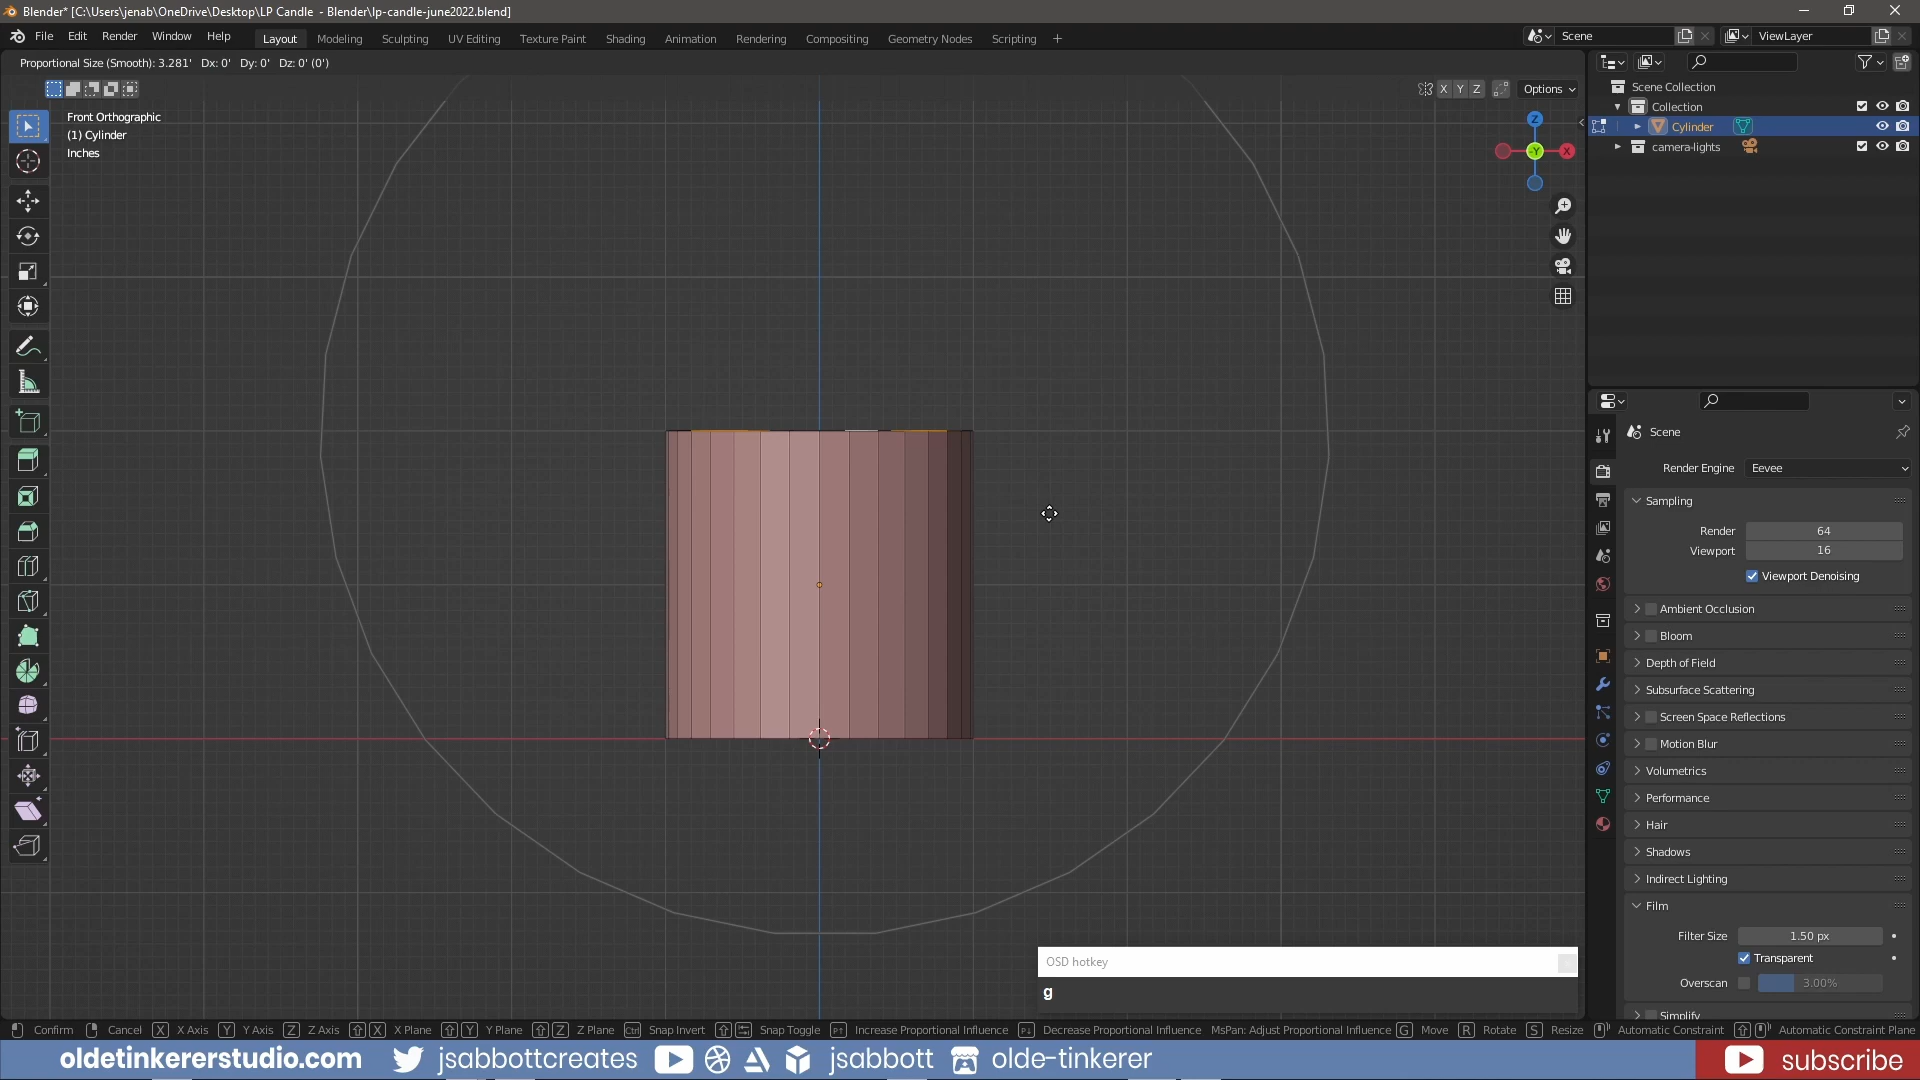 Blender* [C:\Users\jenab\OneDrive\Desktop\LP Candle - Blender\lp-candle-june2022.blend]
File Edit Render Window Help Layout Modeling Sculpting UV Editing Texture Paint Shading Animation Rendering Compositing Geometry Nodes Scripting + Scene ViewLayer
Proportional Size (Smooth): 3.281' Dx: 0' Dy: 0' Dz: 0' (0')
X Y Z Options
Front Orthographic
(1) Cylinder
Inches
Z
-Y
X
Scene Collection
Collection
Cylinder
camera-lights
Scene
Render Engine Eevee
Sampling
Render 64
Viewport 16
Viewport Denoising
Ambient Occlusion
Bloom
Depth of Field
Subsurface Scattering
Screen Space Reflections
Motion Blur
Volumetrics
Performance
Hair
Shadows
Indirect Lighting
Film
Filter Size 1.50 px
Transparent
Overscan 3.00%
Simplify
OSD hotkey
g
Confirm Cancel X X Axis Y Y Axis Z Z Axis X X Plane Y Y Plane Z Z Plane Ctrl Snap Invert Snap Toggle Increase Proportional Influence Decrease Proportional Influence MsPan: Adjust Proportional Influence G Move R Rotate S Resize Automatic Constraint Automatic Constraint Plane
oldetinkererstudio.com jsabbottcreates jsabbott olde-tinkerer subscribe